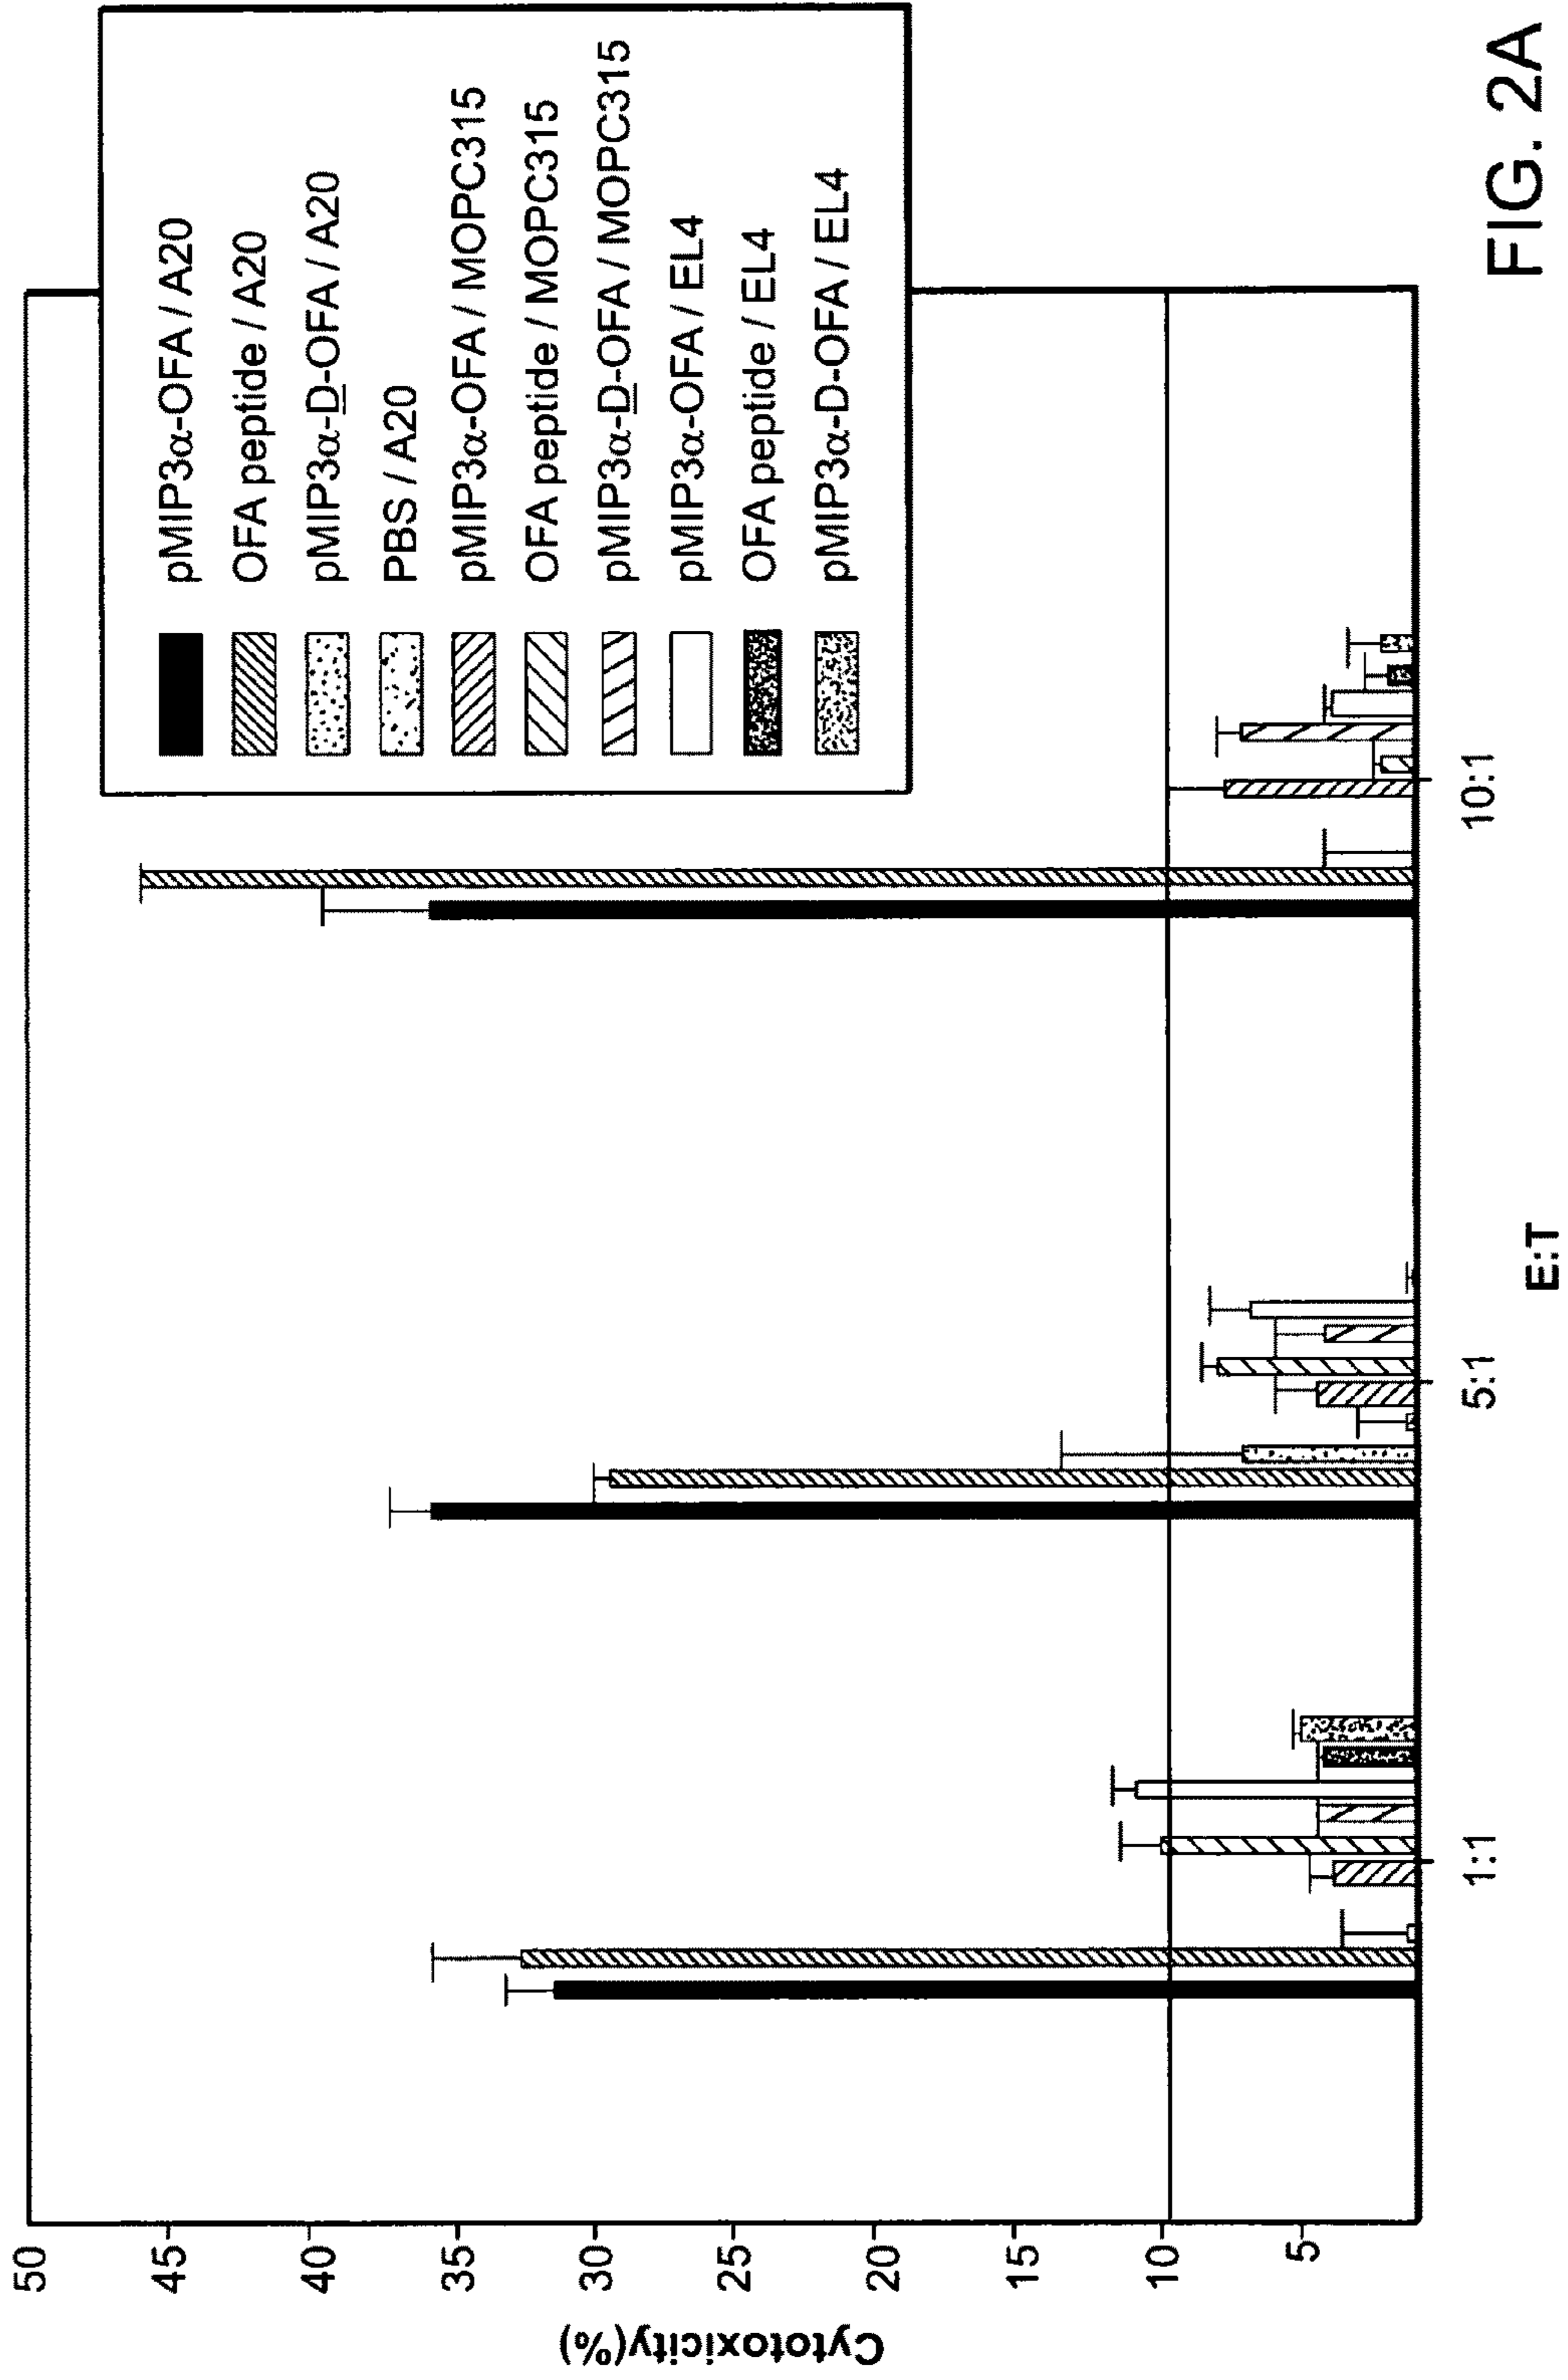 50
45
40
35
30
25
20
15
10
5
Cytotoxicity(%)
pMIP3α-OFA / A20
OFA peptide / A20
pMIP3α-D-OFA / A20
PBS / A20
pMIP3α-OFA / MOPC315
OFA peptide / MOPC315
pMIP3α-D-OFA / MOPC315
pMIP3α-OFA / EL4
OFA peptide / EL4
pMIP3α-D-OFA / EL4
1:1
5:1
10:1
E:T
FIG. 2A